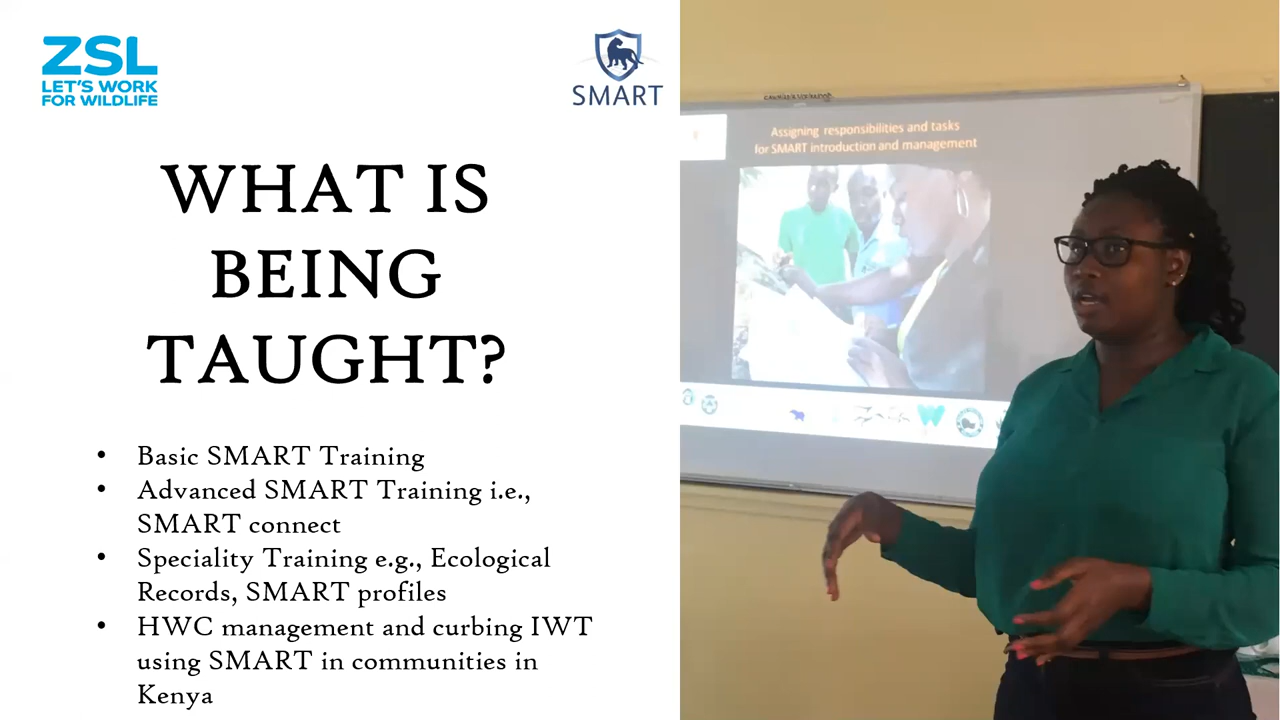 ZSL
LET'S WORK
FOR WILDLIFE
SMART
WHAT IS
BEING
TAUGHT?
• Basic SMART Training
• Advanced SMART Training i.e.,
SMART connect
• Speciality Training e.g., Ecological
Records, SMART profiles
• HWC management and curbing IWT
using SMART in communities in
Kenya
Assigning responsibilities and tasks
for SMART introduction and management